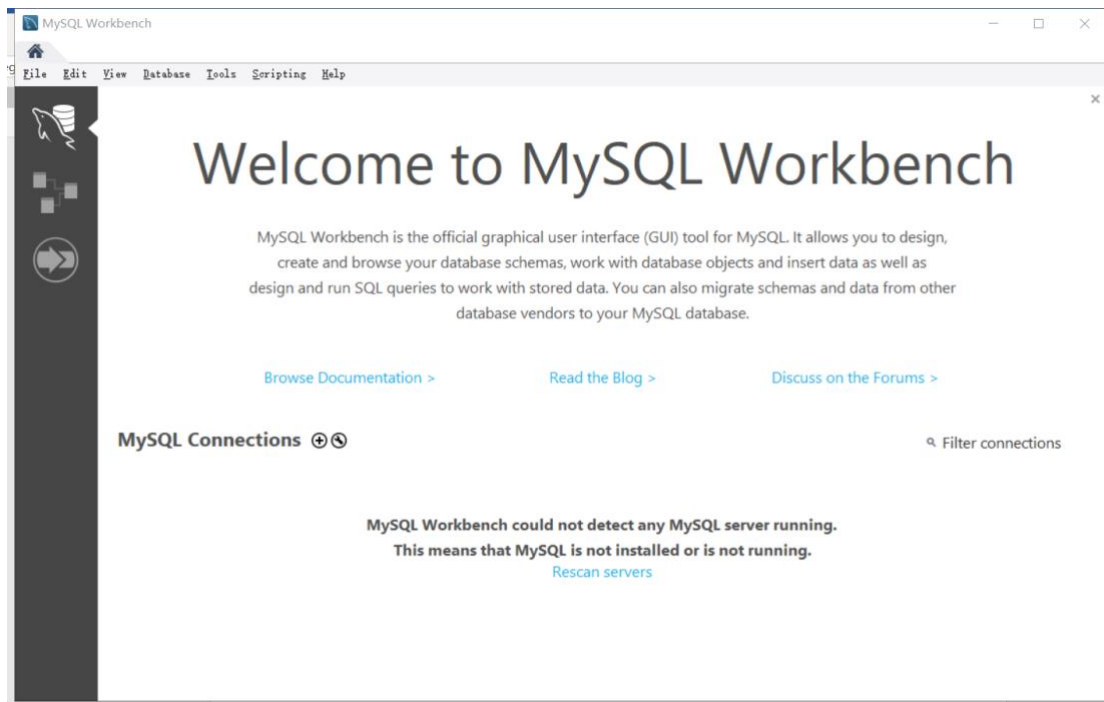 MySQL Workbench
File Edit View Database Tools Scripting Help
Welcome to MySQL Workbench
MySQL Workbench is the official graphical user interface (GUI) tool for MySQL. It allows you to design,
create and browse your database schemas, work with database objects and insert data as well as
design and run SQL queries to work with stored data. You can also migrate schemas and data from other
database vendors to your MySQL database.
Browse Documentation > Read the Blog > Discuss on the Forums >
MySQL Connections Filter connections
MySQL Workbench could not detect any MySQL server running.
This means that MySQL is not installed or is not running.
Rescan servers